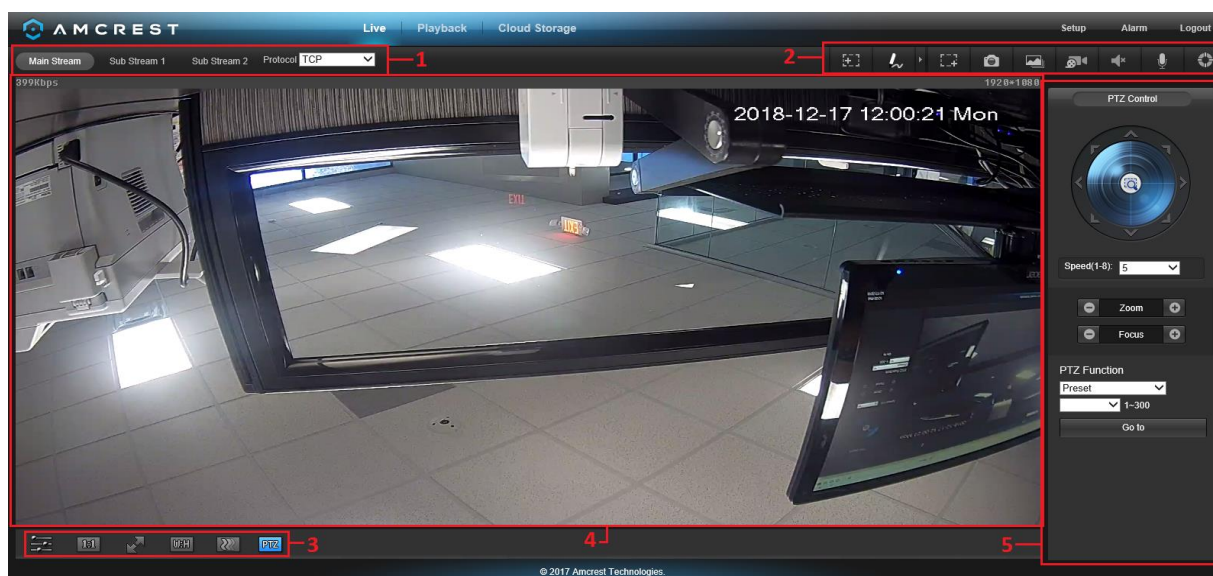 AMCREST
Live Playback Cloud Storage
Setup Alarm Logout
Main Stream Sub Stream 1 Sub Stream 2 Protocol TCP
1
2
399Kbps
1920*1080
2018-12-17 12:00:21 Mon
EXIT
EXIT
PTZ Control
Speed(1-8): 5
Zoom
Focus
PTZ Function
Preset
1~300
Go to
1:1
W:H
PTZ
3
4
5
© 2017 Amcrest Technologies.